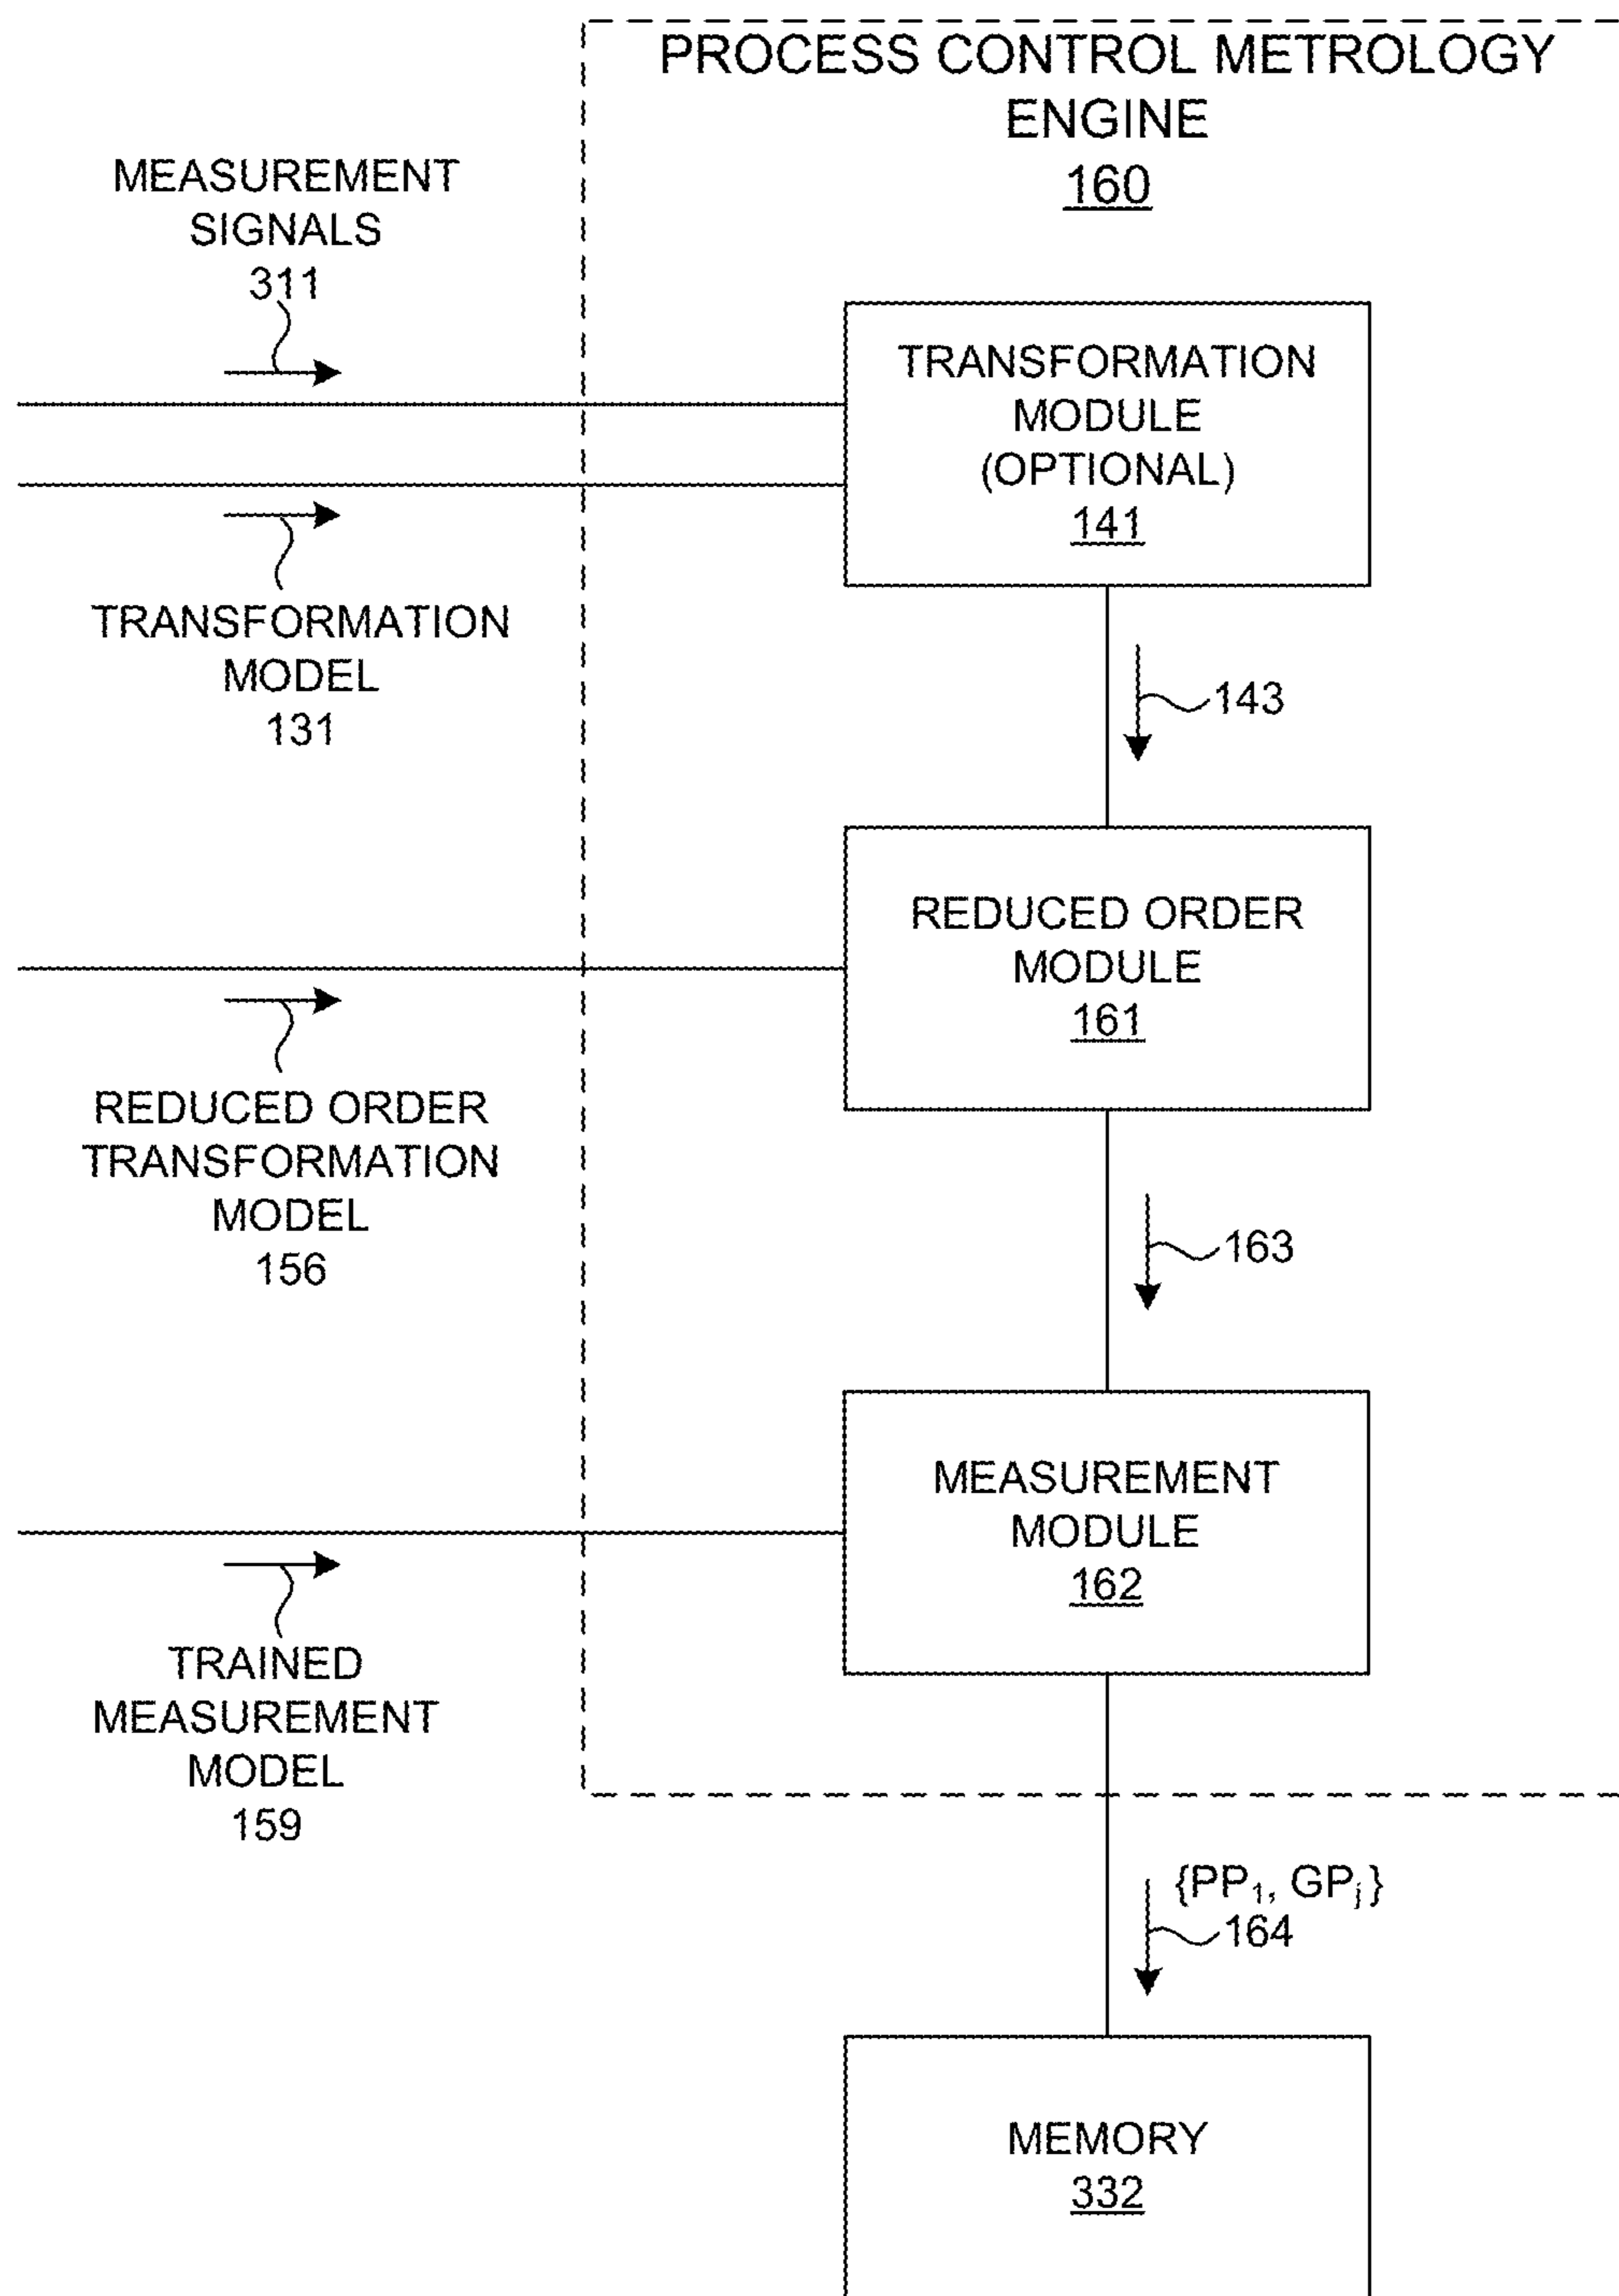 PROCESS CONTROL METROLOGY
ENGINE
160
MEASUREMENT
SIGNALS
311
TRANSFORMATION
MODULE
(OPTIONAL)
141
TRANSFORMATION
MODEL
131
143
REDUCED ORDER
MODULE
161
REDUCED ORDER
TRANSFORMATION
MODEL
156
163
MEASUREMENT
MODULE
162
TRAINED
MEASUREMENT
MODEL
159
{PP₁, GPⱼ}
164
MEMORY
332